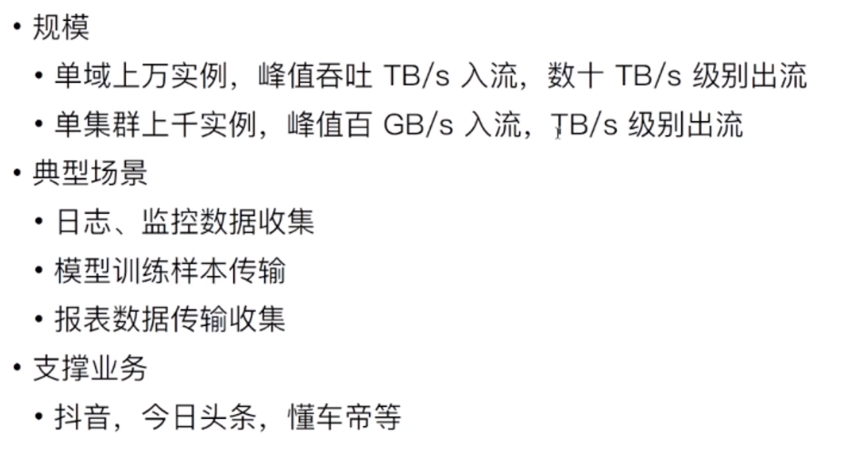 • 规模
• 单域上万实例，峰值吞吐 TB/s 入流，数十 TB/s 级别出流
• 单集群上千实例，峰值百 GB/s 入流，TB/s 级别出流
• 典型场景
• 日志、监控数据收集
• 模型训练样本传输
• 报表数据传输收集
• 支撑业务
• 抖音，今日头条，懂车帝等